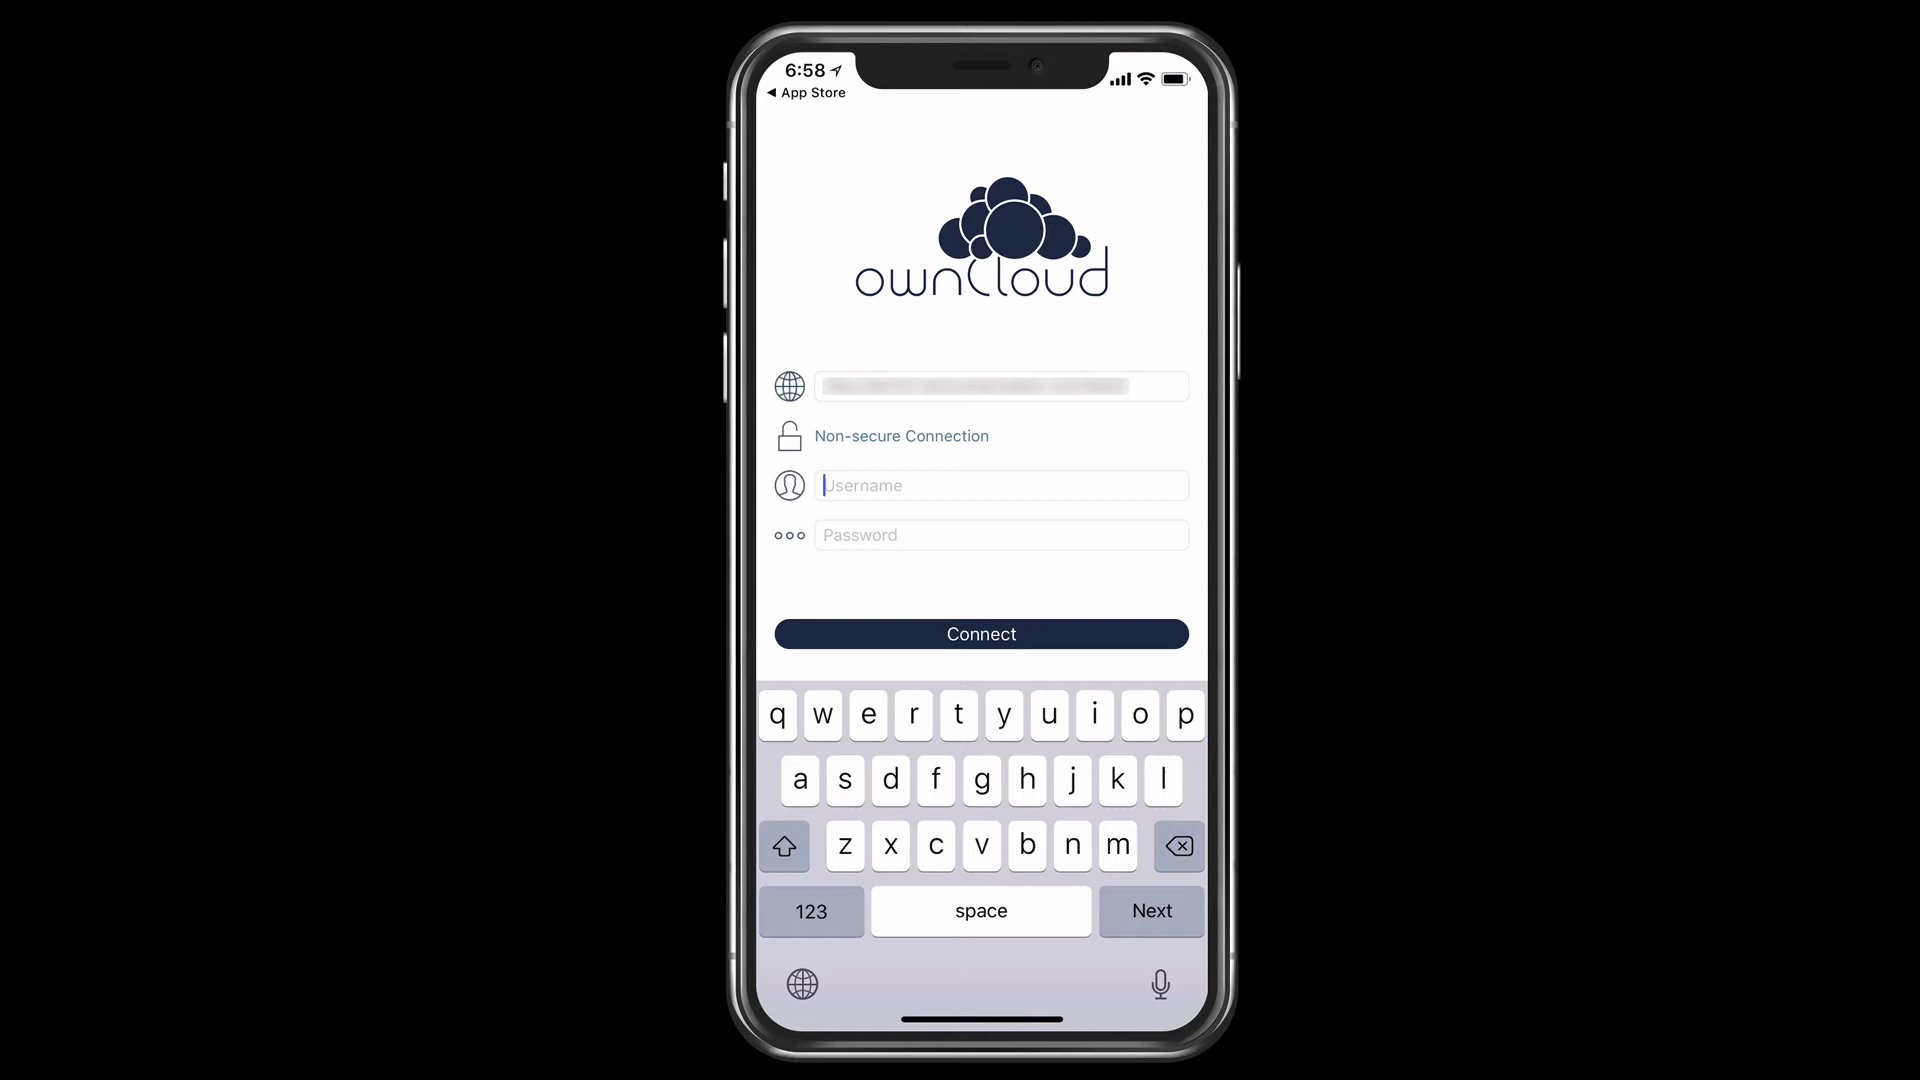 6:58
◀ App Store
ownCloud
Non-secure Connection
Username
Password
Connect
q w e r t y u i o p
a s d f g h j k l
z x c v b n m
123 space Next